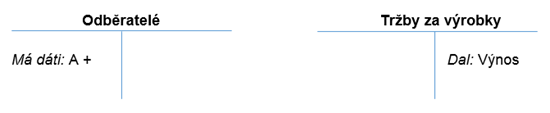 Odběratelé
Tržby za výrobky
Má dáti: A +
Dal: Výnos